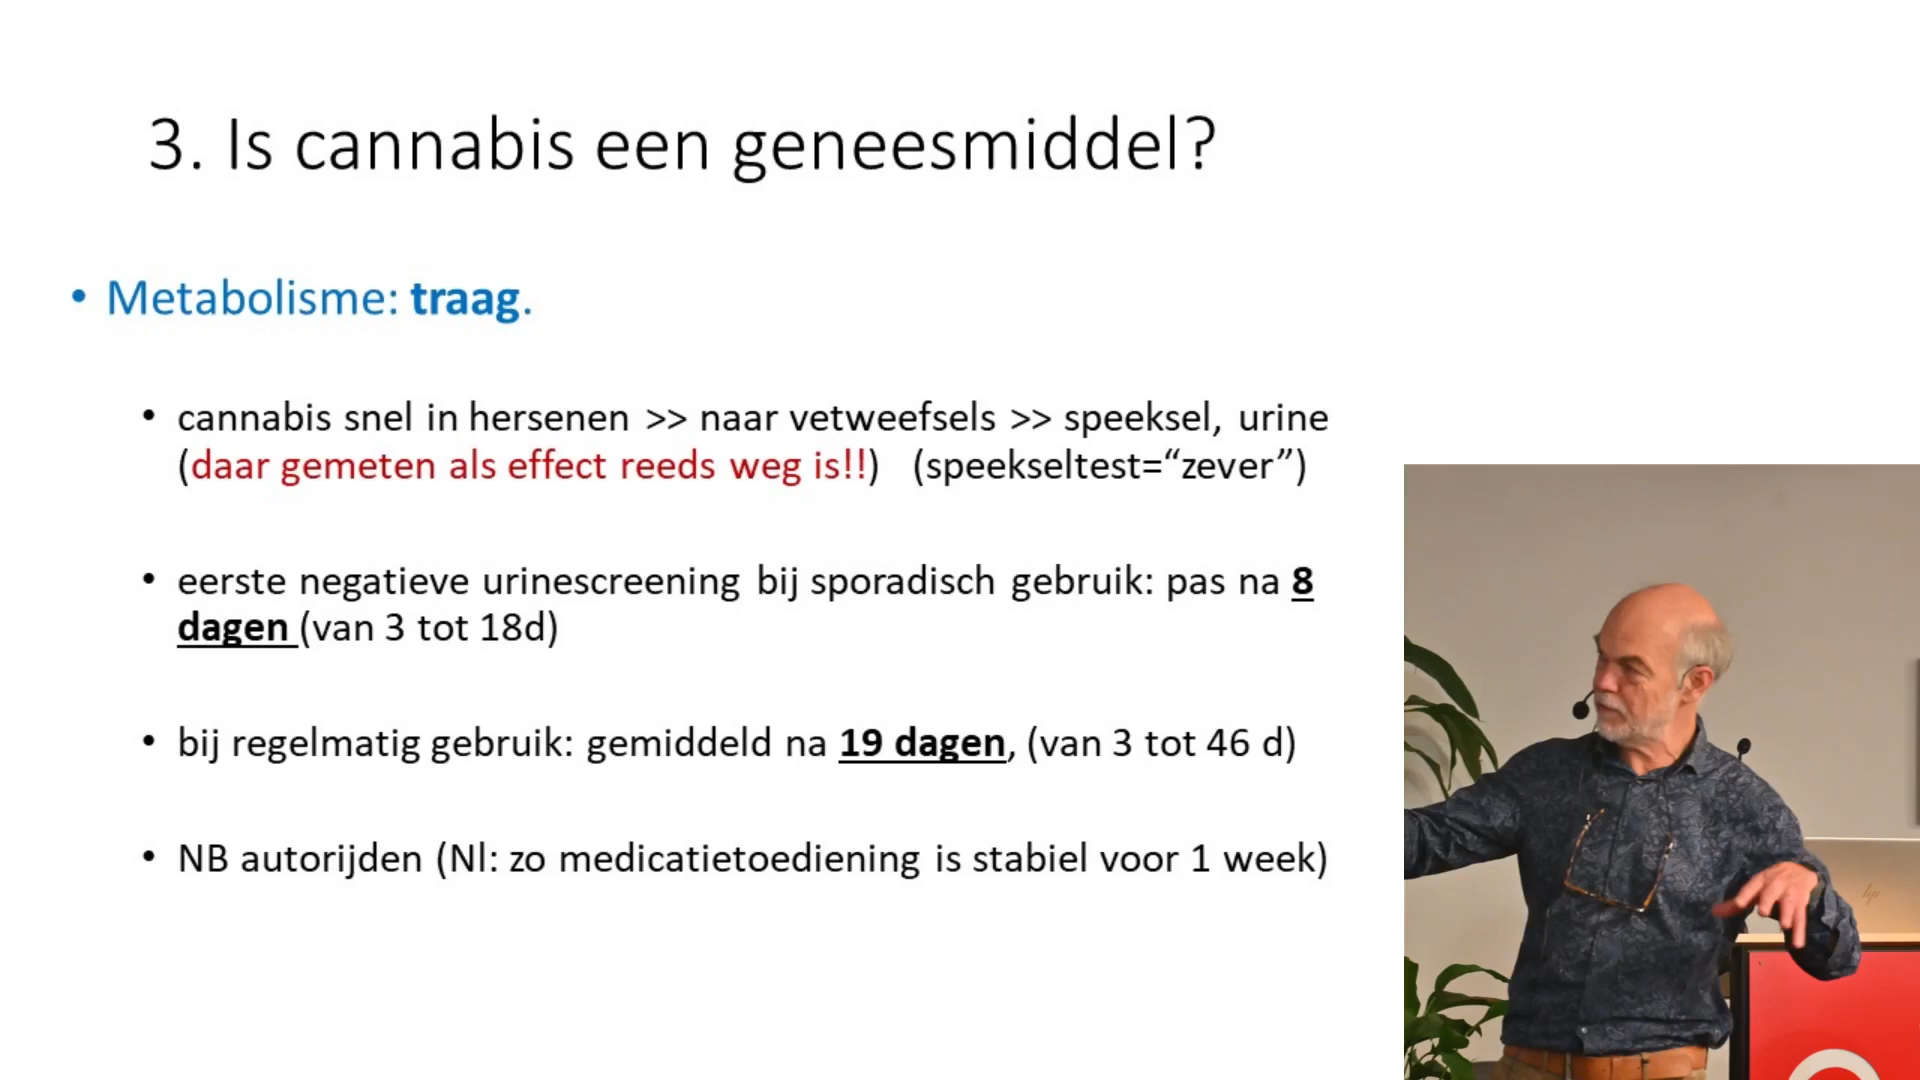 3. Is cannabis een geneesmiddel?
• Metabolisme: traag.
• cannabis snel in hersenen >> naar vetweefsels >> speeksel, urine
(daar gemeten als effect reeds weg is!!) (speekseltest=“zever”)
• eerste negatieve urinescreening bij sporadisch gebruik: pas na 8
dagen (van 3 tot 18d)
• bij regelmatig gebruik: gemiddeld na 19 dagen, (van 3 tot 46 d)
• NB autorijden (Nl: zo medicatietoediening is stabiel voor 1 week)
hp